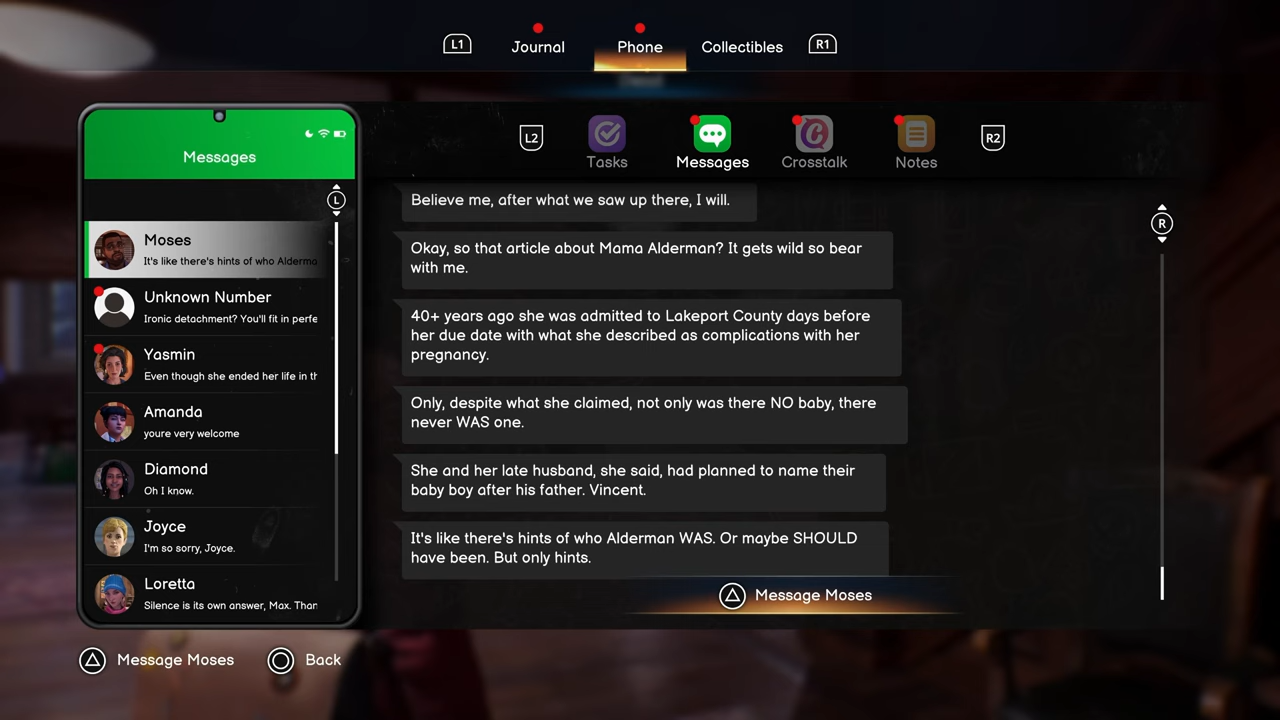 L1
Journal
Phone
Collectibles
R1
Messages
L2
Tasks
Messages
Crosstalk
Notes
R2
L
R
Moses
It's like there's hints of who Alderma
Unknown Number
Ironic detachment? You'll fit in perfe
Yasmin
Even though she ended her life in th
Amanda
youre very welcome
Diamond
Oh I know.
Joyce
I'm so sorry, Joyce.
Loretta
Silence is its own answer, Max. Than
Believe me, after what we saw up there, I will.
Okay, so that article about Mama Alderman? It gets wild so bear
with me.
40+ years ago she was admitted to Lakeport County days before
her due date with what she described as complications with her
pregnancy.
Only, despite what she claimed, not only was there NO baby, there
never WAS one.
She and her late husband, she said, had planned to name their
baby boy after his father. Vincent.
It's like there's hints of who Alderman WAS. Or maybe SHOULD
have been. But only hints.
Message Moses
Message Moses
Back